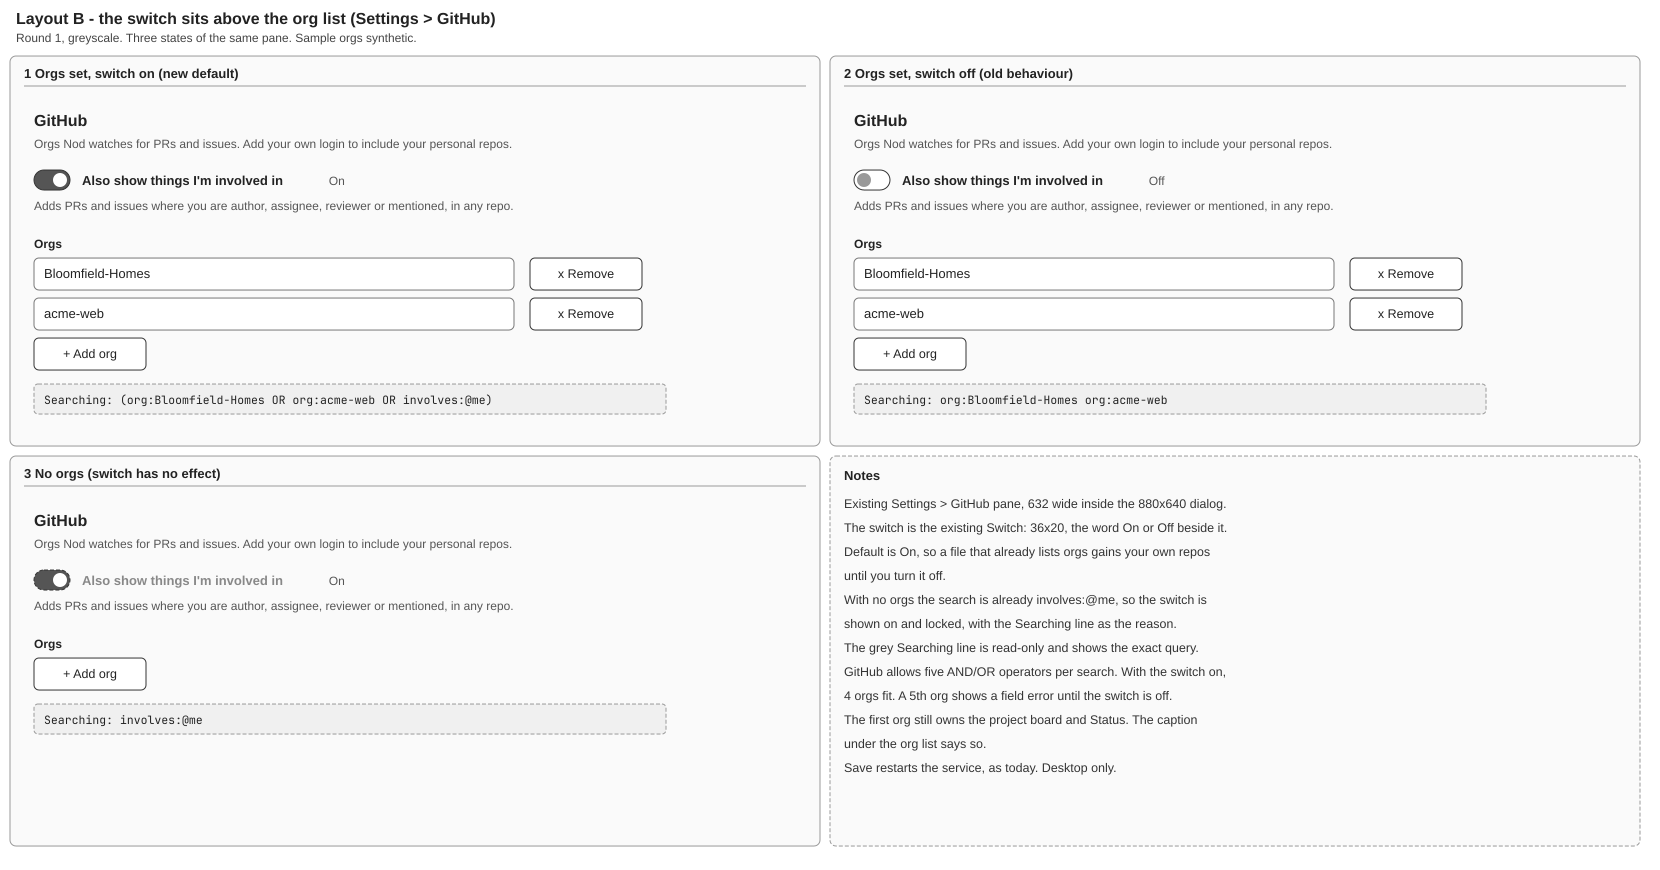 Layout B - the switch sits above the org list (Settings > GitHub)
Round 1, greyscale. Three states of the same pane. Sample orgs synthetic.
1 Orgs set, switch on (new default)
GitHub
Orgs Nod watches for PRs and issues. Add your own login to include your personal repos.
Also show things I'm involved in On
Adds PRs and issues where you are author, assignee, reviewer or mentioned, in any repo.
Orgs
Bloomfield-Homes x Remove
acme-web x Remove
+ Add org
Searching: (org:Bloomfield-Homes OR org:acme-web OR involves:@me)
2 Orgs set, switch off (old behaviour)
GitHub
Orgs Nod watches for PRs and issues. Add your own login to include your personal repos.
Also show things I'm involved in Off
Adds PRs and issues where you are author, assignee, reviewer or mentioned, in any repo.
Orgs
Bloomfield-Homes x Remove
acme-web x Remove
+ Add org
Searching: org:Bloomfield-Homes org:acme-web
3 No orgs (switch has no effect)
GitHub
Orgs Nod watches for PRs and issues. Add your own login to include your personal repos.
Also show things I'm involved in On
Adds PRs and issues where you are author, assignee, reviewer or mentioned, in any repo.
Orgs
+ Add org
Searching: involves:@me
Notes
Existing Settings > GitHub pane, 632 wide inside the 880x640 dialog.
The switch is the existing Switch: 36x20, the word On or Off beside it.
Default is On, so a file that already lists orgs gains your own repos
until you turn it off.
With no orgs the search is already involves:@me, so the switch is
shown on and locked, with the Searching line as the reason.
The grey Searching line is read-only and shows the exact query.
GitHub allows five AND/OR operators per search. With the switch on,
4 orgs fit. A 5th org shows a field error until the switch is off.
The first org still owns the project board and Status. The caption
under the org list says so.
Save restarts the service, as today. Desktop only.